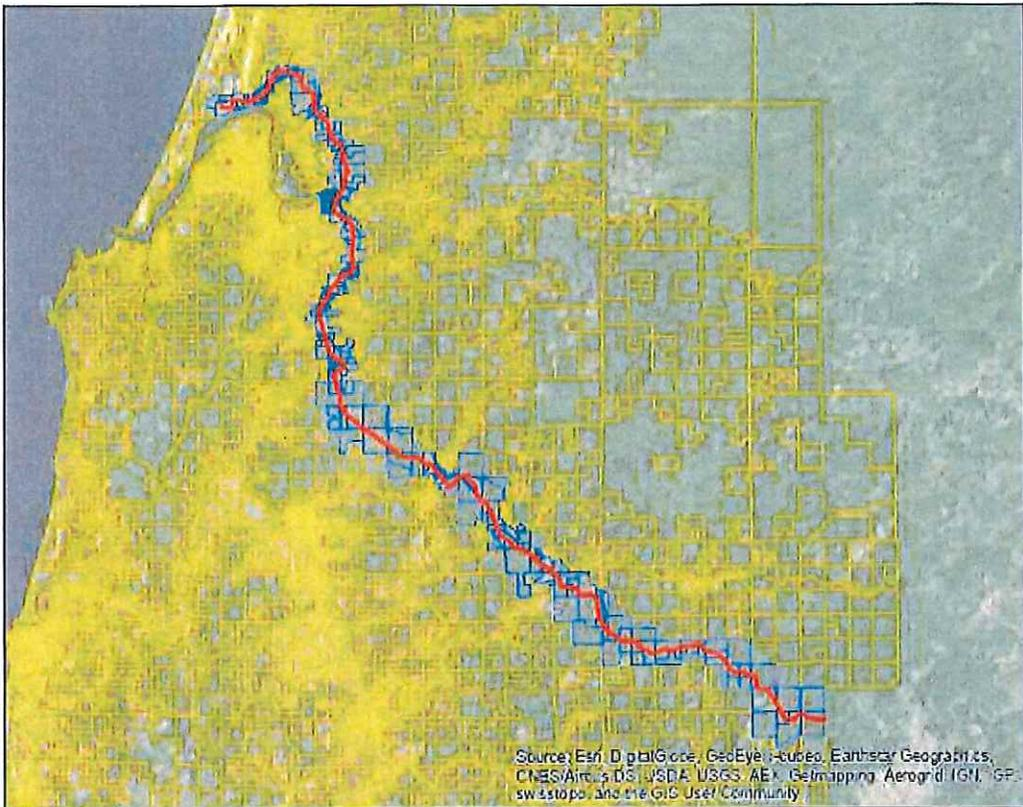 Source: Esri, DigitalGlobe, GeoEye, i-cubed, Earthstar Geographics,
CNES/Airbus DS, USDA, USGS, AEX, Getmapping, Aerogrid, IGN, IGP,
swisstopo, and the GIS User Community